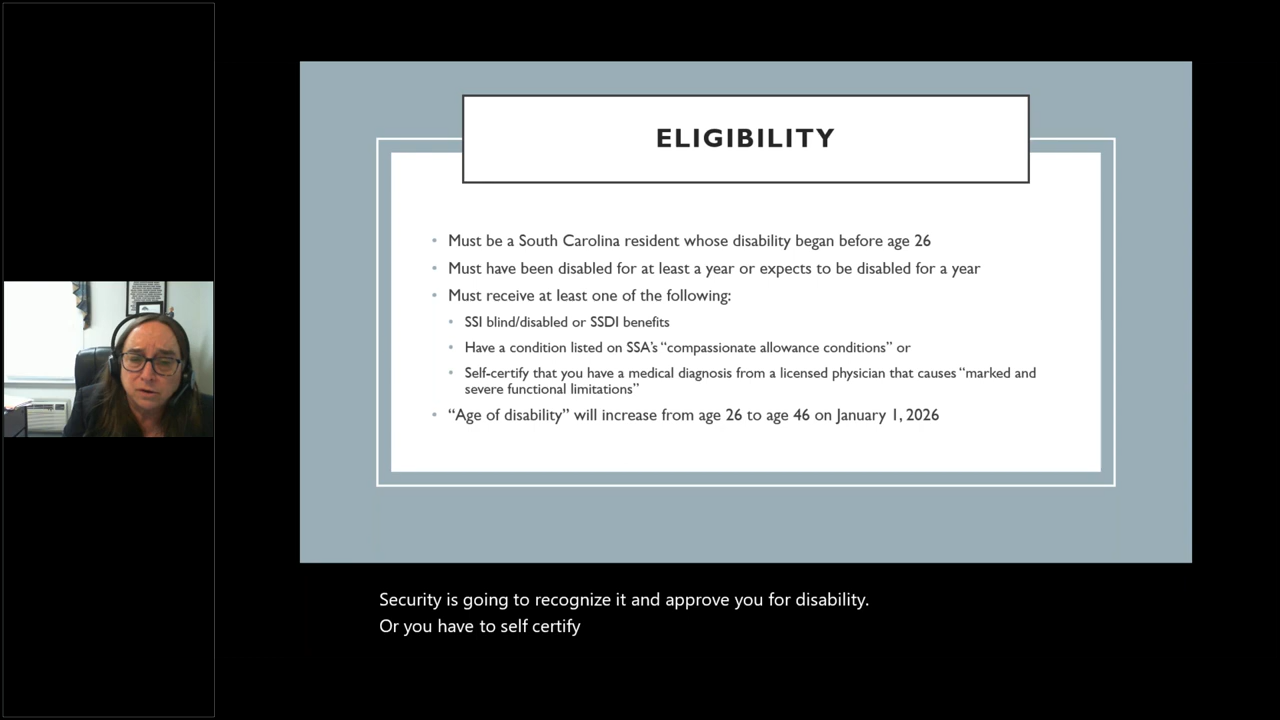 ELIGIBILITY
• Must be a South Carolina resident whose disability began before age 26
• Must have been disabled for at least a year or expects to be disabled for a year
• Must receive at least one of the following:
• SSI blind/disabled or SSDI benefits
• Have a condition listed on SSA's “compassionate allowance conditions” or
• Self-certify that you have a medical diagnosis from a licensed physician that causes “marked and
severe functional limitations”
• “Age of disability” will increase from age 26 to age 46 on January 1, 2026
Security is going to recognize it and approve you for disability.
Or you have to self certify